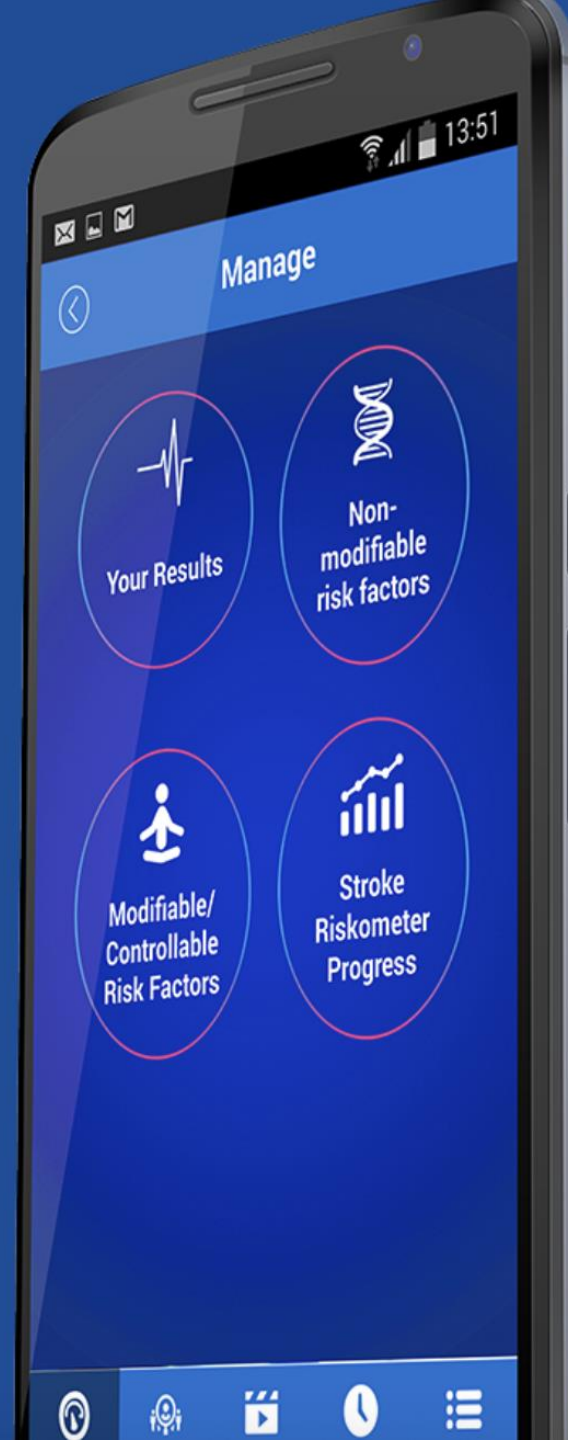 13:51
Manage
Your Results
Non-
modifiable
risk factors
Modifiable/
Controllable
Risk Factors
Stroke
Riskometer
Progress